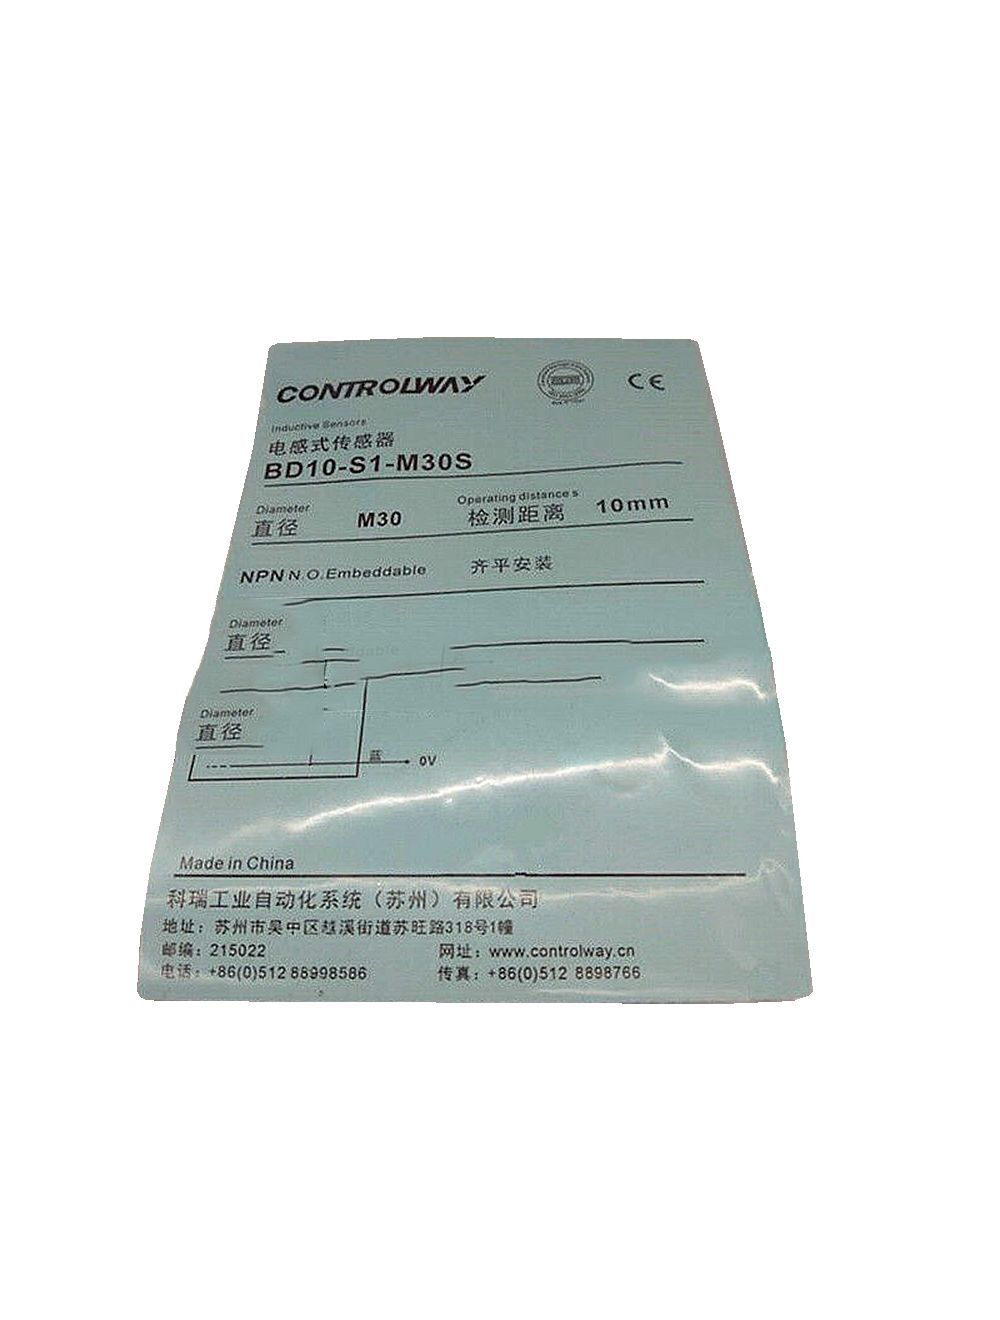 CONTROLWAY
CE
Inductive Sensors
电感式传感器
BD10-S1-M30S
Diameter
直径 M30
Operating distance s
检测距离 10mm
NPN N.O.Embeddable 齐平安装
Diameter
直径
Diameter
直径
蓝 0V
Made in China
科瑞工业自动化系统（苏州）有限公司
地址：苏州市吴中区越溪街道苏旺路318号1幢
邮编：215022 网址：www.controlway.cn
电话：+86(0)512 88998586 传真：+86(0)512 8898766